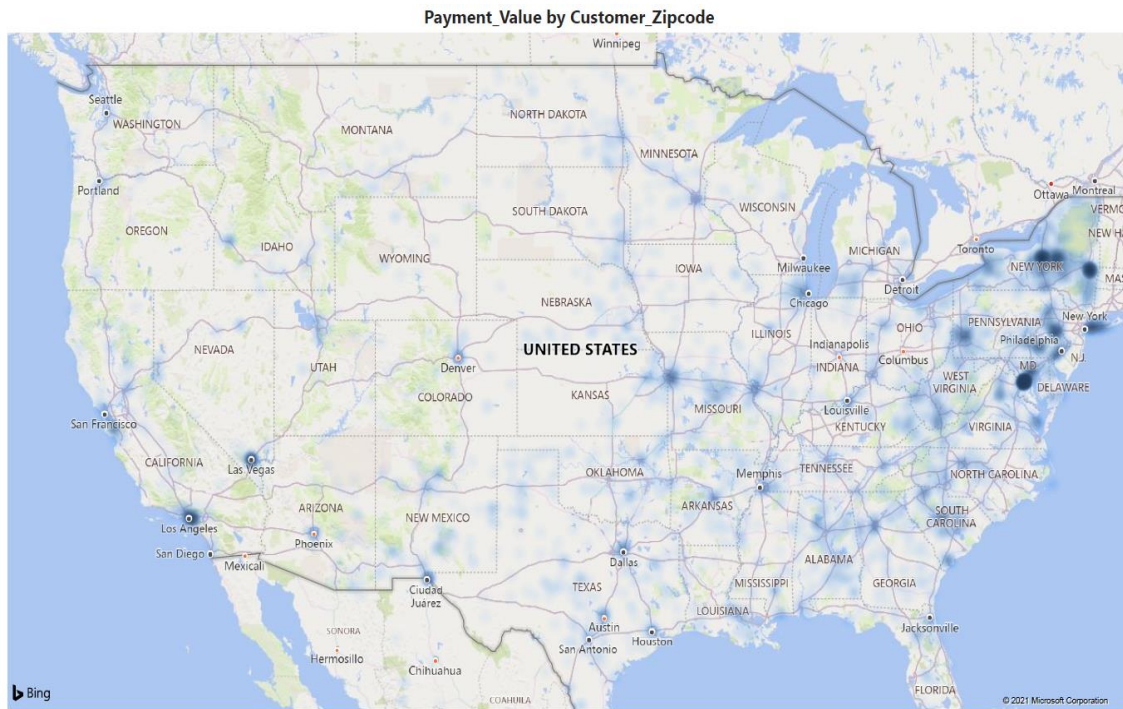 Payment_Value by Customer_Zipcode
Winnipeg
Seattle
WASHINGTON
MONTANA
NORTH DAKOTA
MINNESOTA
Portland
Ottawa
Montreal
OREGON
IDAHO
SOUTH DAKOTA
WISCONSIN
MICHIGAN
Toronto
WYOMING
Milwaukee
Detroit
NEW YORK
IOWA
Chicago
NEBRASKA
NEVADA
UTAH
Denver
UNITED STATES
ILLINOIS
Indianapolis
INDIANA
OHIO
Columbus
PENNSYLVANIA
New York
Philadelphia
N.J.
MD
DELAWARE
COLORADO
KANSAS
MISSOURI
Louisville
KENTUCKY
WEST
VIRGINIA
VIRGINIA
San Francisco
CALIFORNIA
Las Vegas
OKLAHOMA
Memphis
TENNESSEE
NORTH CAROLINA
Los Angeles
ARIZONA
Phoenix
NEW MEXICO
ARKANSAS
SOUTH
CAROLINA
San Diego
Mexicali
Dallas
ALABAMA
Ciudad
Juárez
TEXAS
MISSISSIPPI
GEORGIA
LOUISIANA
Austin
Houston
San Antonio
Jacksonville
SONORA
Hermosillo
Chihuahua
COAHUILA
FLORIDA
Bing
© 2021 Microsoft Corporation